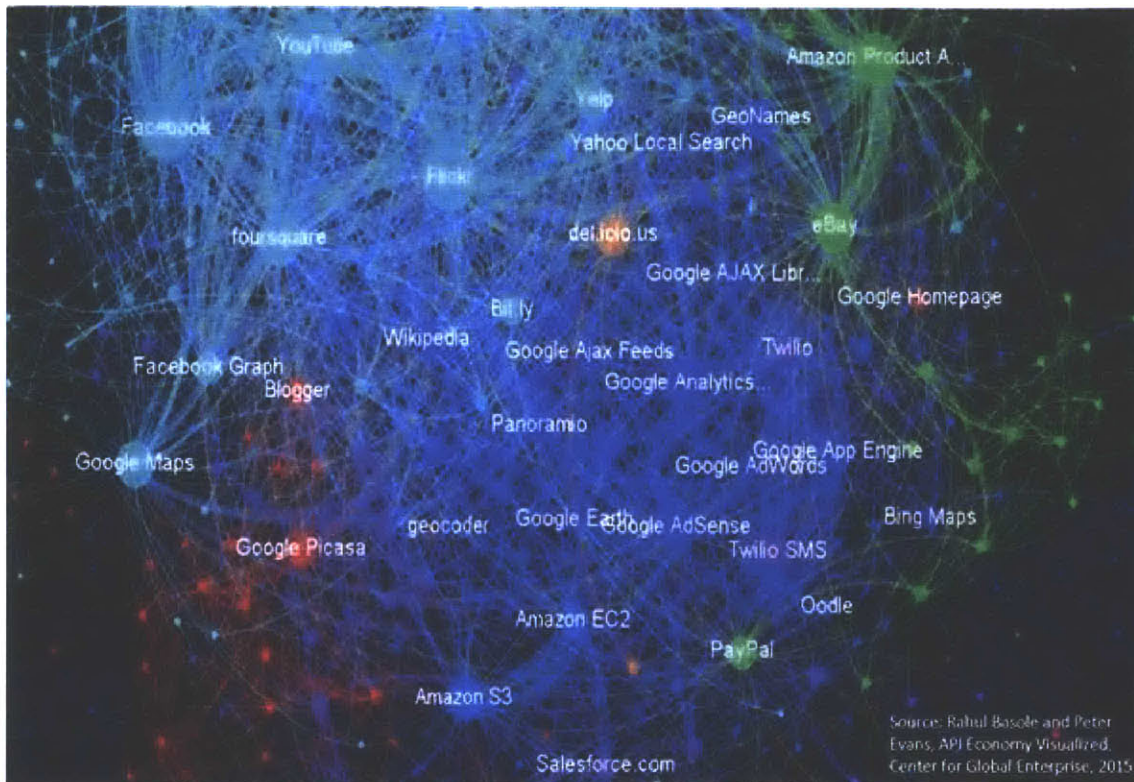 YouTube
Amazon Product A...
Yelp
GeoNames
Facebook
Yahoo Local Search
Flickr
eBay
foursquare
del.icio.us
Google AJAX Libr...
Google Homepage
Bit.ly
Wikipedia
Google Ajax Feeds
Twilio
Facebook Graph
Google Analytics...
Blogger
Panoramio
Google App Engine
Google Maps
Google AdWords
Bing Maps
geocoder
Google Earth
Google AdSense
Google Picasa
Twilio SMS
Oodle
Amazon EC2
PayPal
Amazon S3
Salesforce.com
Source: Rahul Basole and Peter
Evans, API Economy Visualized,
Center for Global Enterprise, 2015